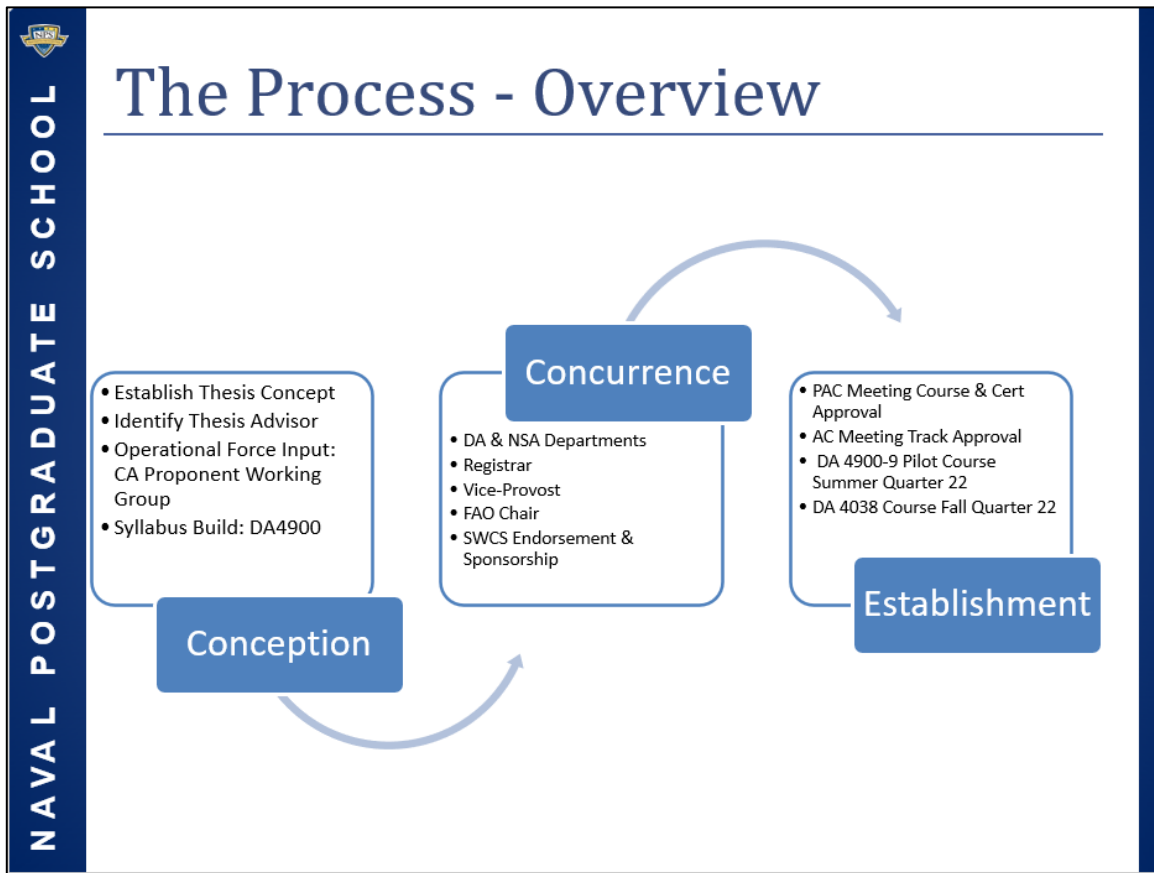 NPS
NAVAL POSTGRADUATE SCHOOL
The Process - Overview
• Establish Thesis Concept
• Identify Thesis Advisor
• Operational Force Input:
CA Proponent Working
Group
• Syllabus Build: DA4900
Conception
Concurrence
• DA & NSA Departments
• Registrar
• Vice-Provost
• FAO Chair
• SWCS Endorsement &
Sponsorship
• PAC Meeting Course & Cert
Approval
• AC Meeting Track Approval
• DA 4900-9 Pilot Course
Summer Quarter 22
• DA 4038 Course Fall Quarter 22
Establishment